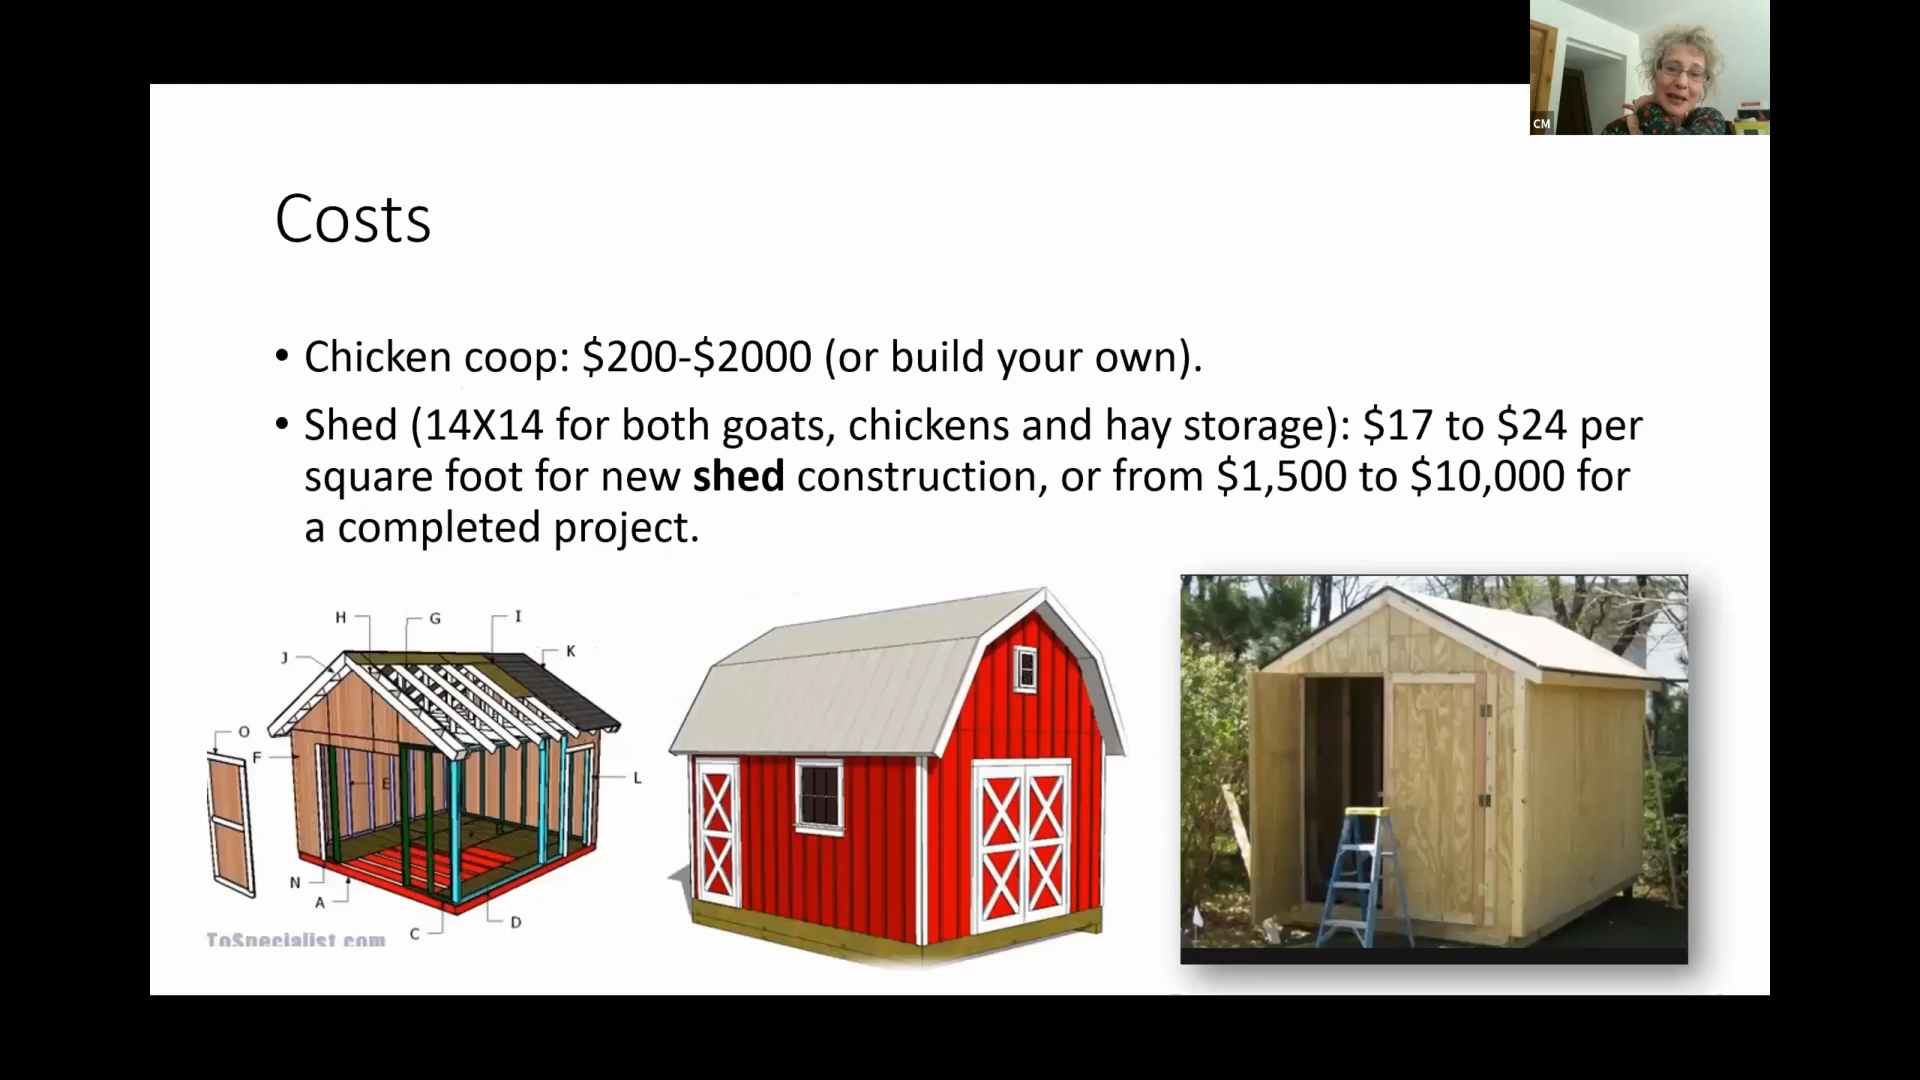 CM
Costs
• Chicken coop: $200-$2000 (or build your own).
• Shed (14X14 for both goats, chickens and hay storage): $17 to $24 per
square foot for new shed construction, or from $1,500 to $10,000 for
a completed project.
H
G
I
J
K
O
F
E
L
N
A
C
D